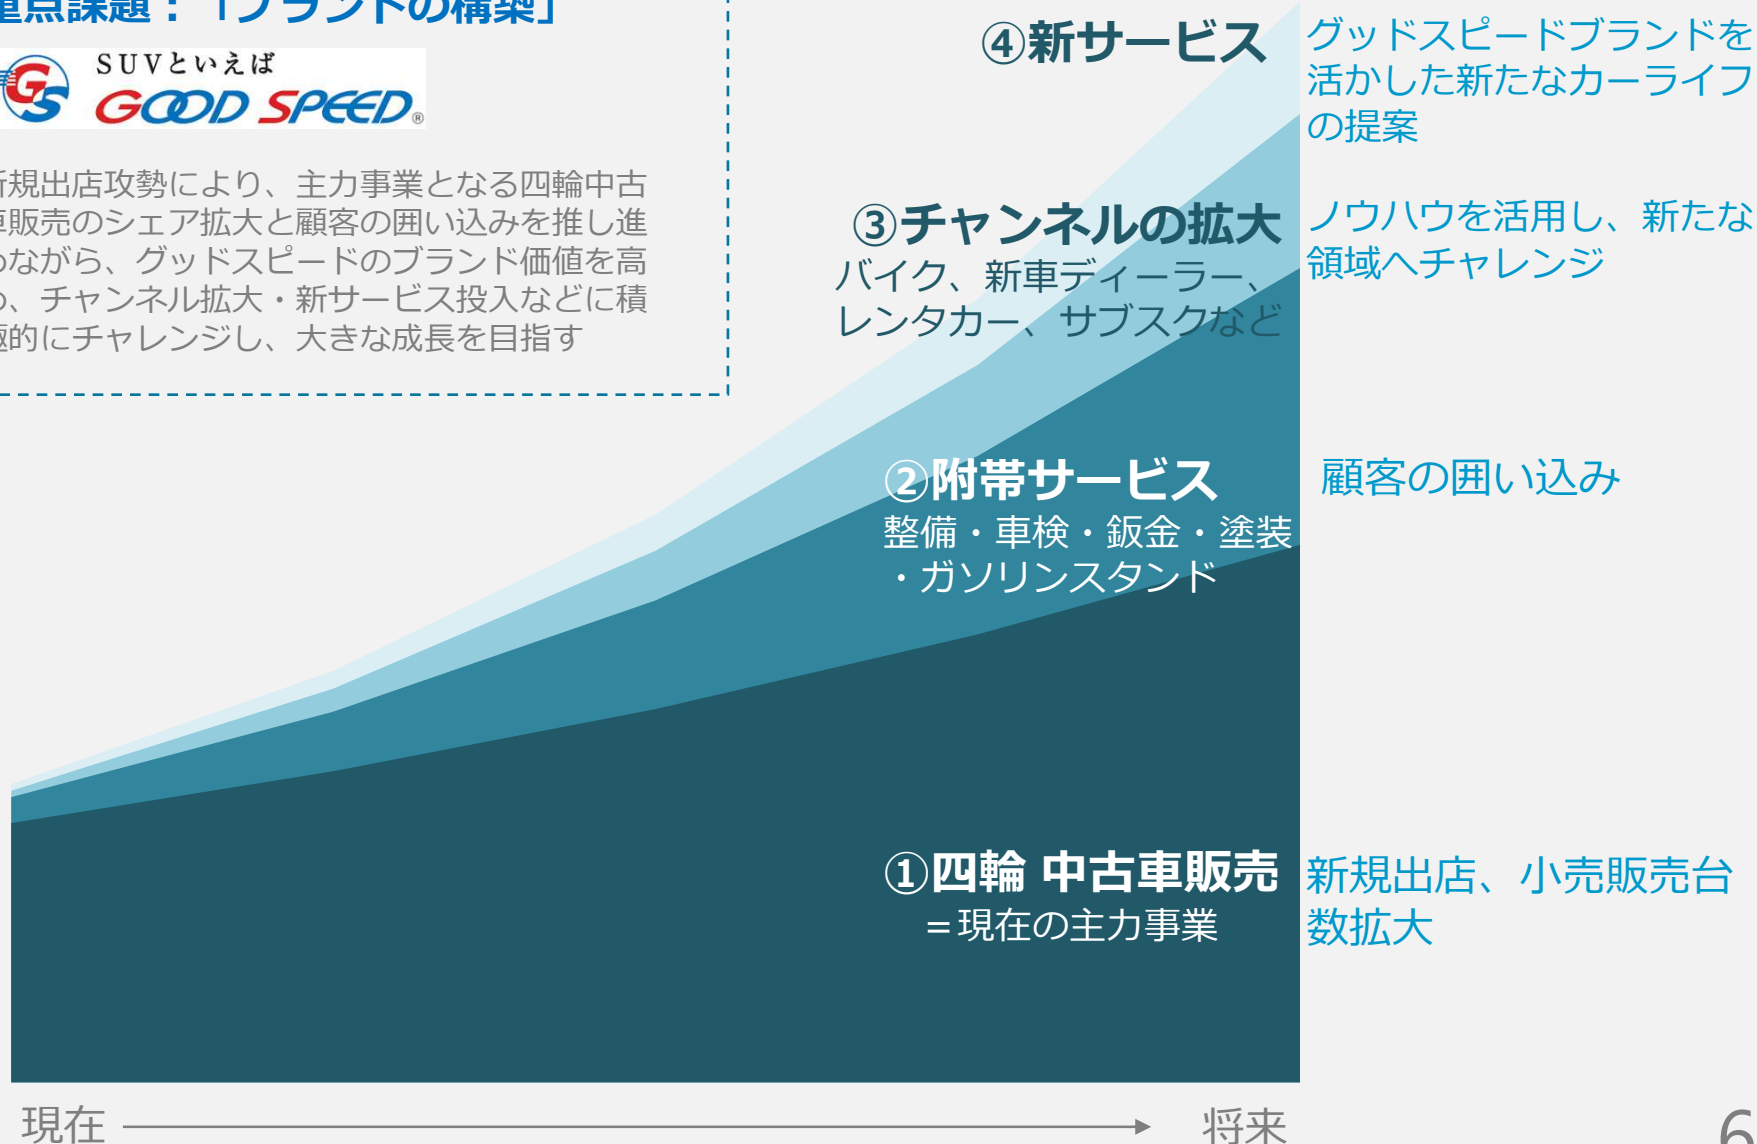 重点課題：「ブランドの構築」
SUVといえば
GS GOOD SPEED®
新規出店攻勢により、主力事業となる四輪中古
車販売のシェア拡大と顧客の囲い込みを推し進
めながら、グッドスピードのブランド価値を高
め、チャンネル拡大・新サービス投入などに積
極的にチャレンジし、大きな成長を目指す
④新サービス
グッドスピードブランドを
活かした新たなカーライフ
の提案
③チャンネルの拡大
バイク、新車ディーラー、
レンタカー、サブスクなど
ノウハウを活用し、新たな
領域へチャレンジ
②附帯サービス
整備・車検・鈑金・塗装
・ガソリンスタンド
顧客の囲い込み
①四輪 中古車販売
＝現在の主力事業
新規出店、小売販売台
数拡大
現在
将来
6